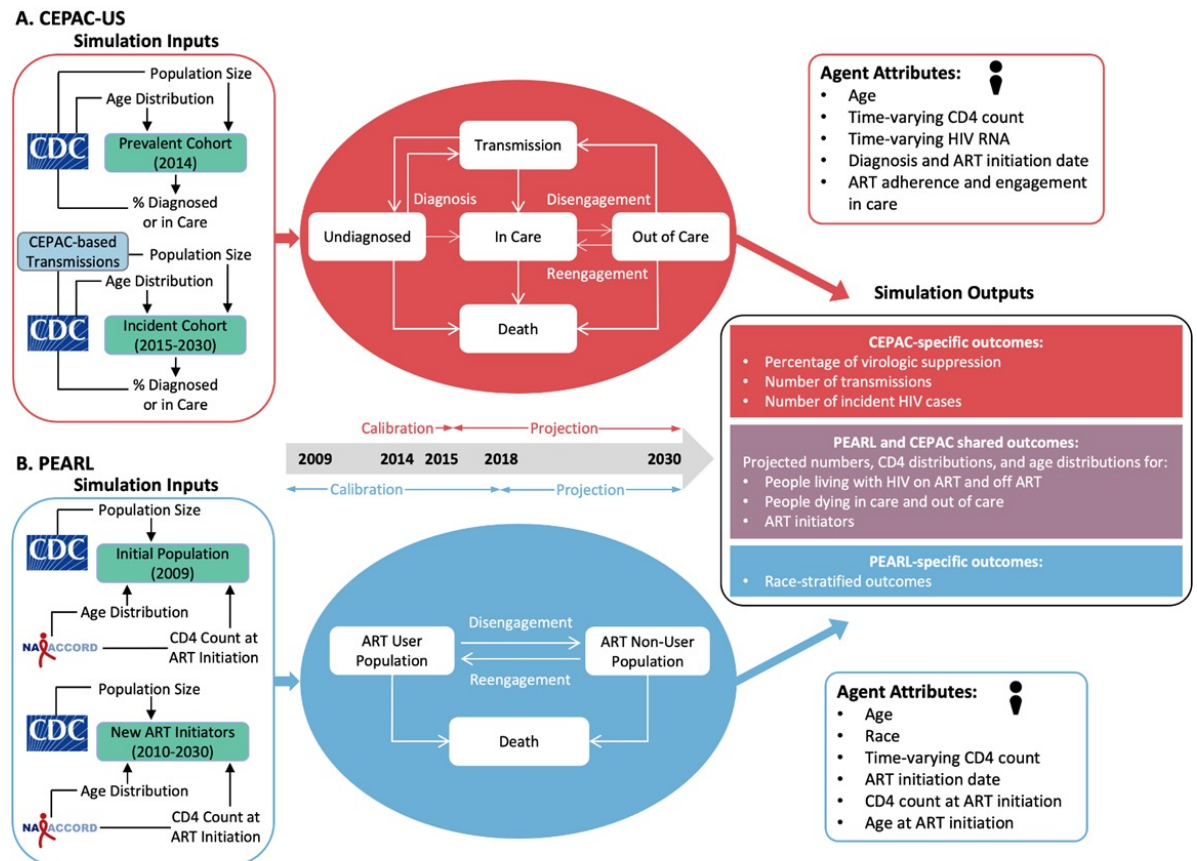 A. CEPAC-US
Simulation Inputs
Population Size
Age Distribution
CDC
Prevalent Cohort
(2014)
% Diagnosed
or in Care
CEPAC-based
Transmissions
Population Size
Age Distribution
CDC
Incident Cohort
(2015-2030)
% Diagnosed
or in Care
Transmission
Diagnosis
Disengagement
Undiagnosed
In Care
Out of Care
Reengagement
Death
Agent Attributes:
• Age
• Time-varying CD4 count
• Time-varying HIV RNA
• Diagnosis and ART initiation date
• ART adherence and engagement
in care
Simulation Outputs
CEPAC-specific outcomes:
• Percentage of virologic suppression
• Number of transmissions
• Number of incident HIV cases
PEARL and CEPAC shared outcomes:
Projected numbers, CD4 distributions, and age distributions for:
• People living with HIV on ART and off ART
• People dying in care and out of care
• ART initiators
PEARL-specific outcomes:
• Race-stratified outcomes
Calibration
Projection
2009 2014 2015 2018 2030
Calibration
Projection
B. PEARL
Simulation Inputs
Population Size
CDC
Initial Population
(2009)
Age Distribution
NA ACCORD
CD4 Count at
ART Initiation
Population Size
CDC
New ART Initiators
(2010-2030)
Age Distribution
NA ACCORD
CD4 Count at
ART Initiation
Disengagement
ART User
Population
ART Non-User
Population
Reengagement
Death
Agent Attributes:
• Age
• Race
• Time-varying CD4 count
• ART initiation date
• CD4 count at ART initiation
• Age at ART initiation